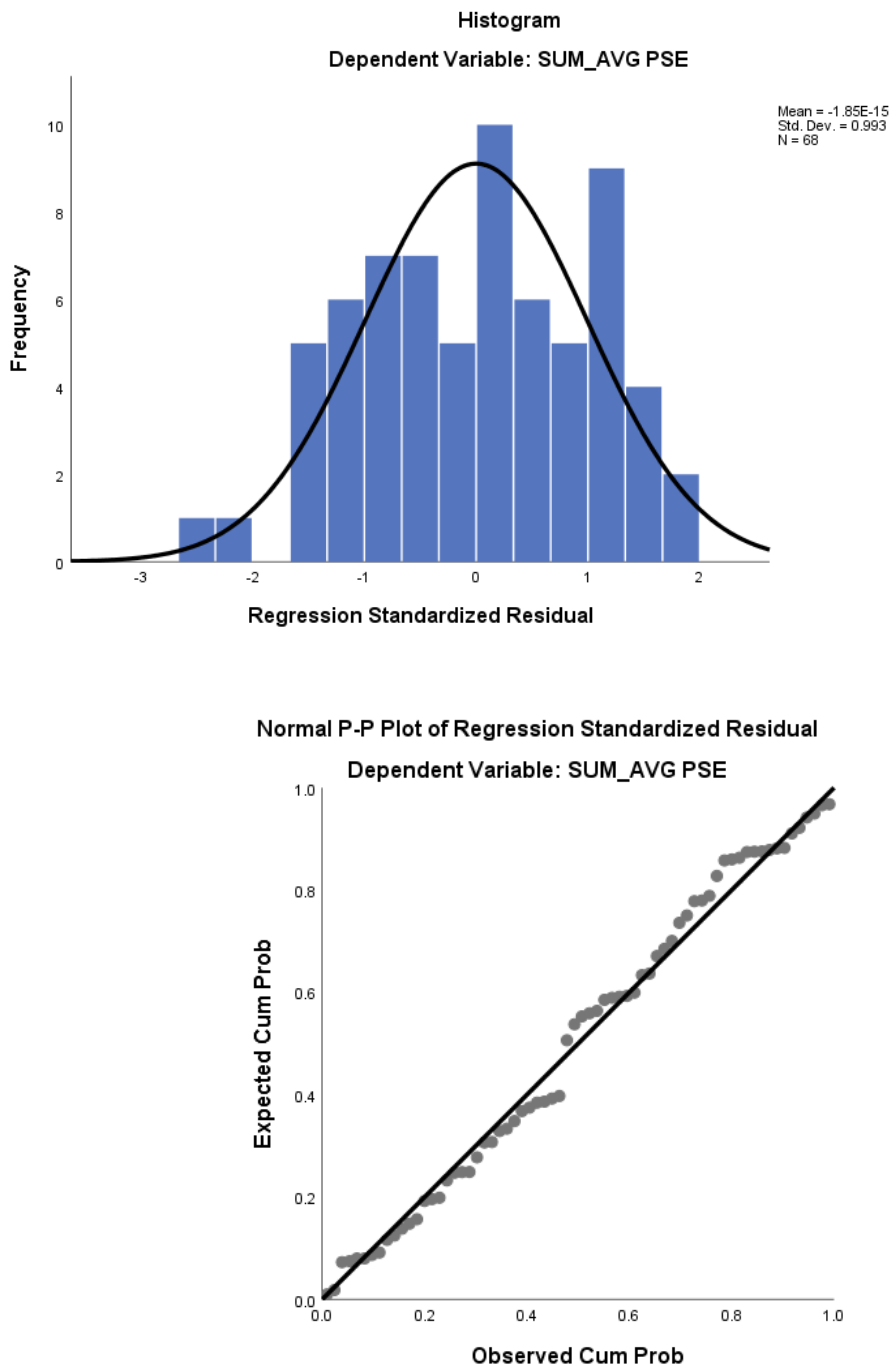 Histogram
Dependent Variable: SUM_AVG PSE
Mean = -1.85E-15
Std. Dev. = 0.993
N = 68
10
8
6
4
2
0
Frequency
-3 -2 -1 0 1 2
Regression Standardized Residual
Normal P-P Plot of Regression Standardized Residual
Dependent Variable: SUM_AVG PSE
1.0
0.8
0.6
0.4
0.2
0.0
Expected Cum Prob
0.0 0.2 0.4 0.6 0.8 1.0
Observed Cum Prob